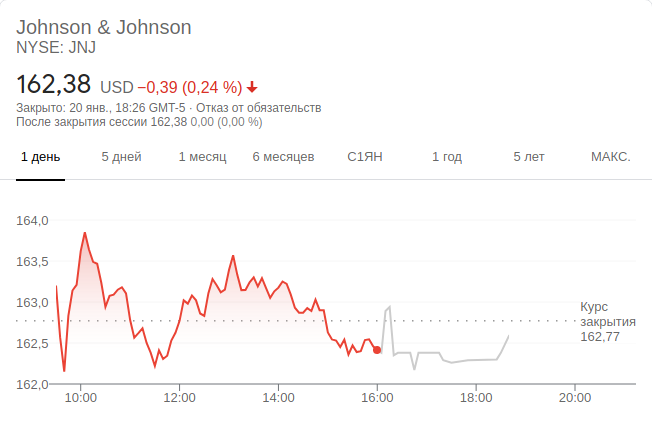 Johnson & Johnson
NYSE: JNJ
162,38 USD −0,39 (0,24 %)
Закрыто: 20 янв., 18:26 GMT-5 · Отказ от обязательств
После закрытия сессии 162,38 0,00 (0,00 %)
1 день 5 дней 1 месяц 6 месяцев С1ЯН 1 год 5 лет МАКС.
164,0
163,5
163,0
162,5
162,0
Курс
закрытия
162,77
10:00 12:00 14:00 16:00 18:00 20:00